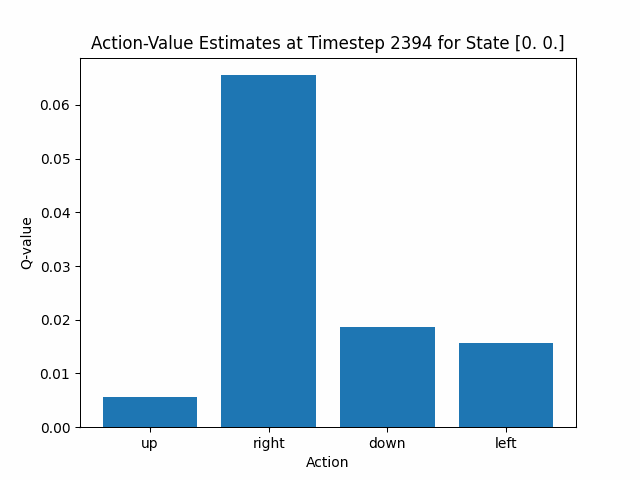 Action-Value Estimates at Timestep 2394 for State [0. 0.]
0.06
0.05
0.04
0.03
0.02
0.01
0.00
Q-value
up right down left
Action